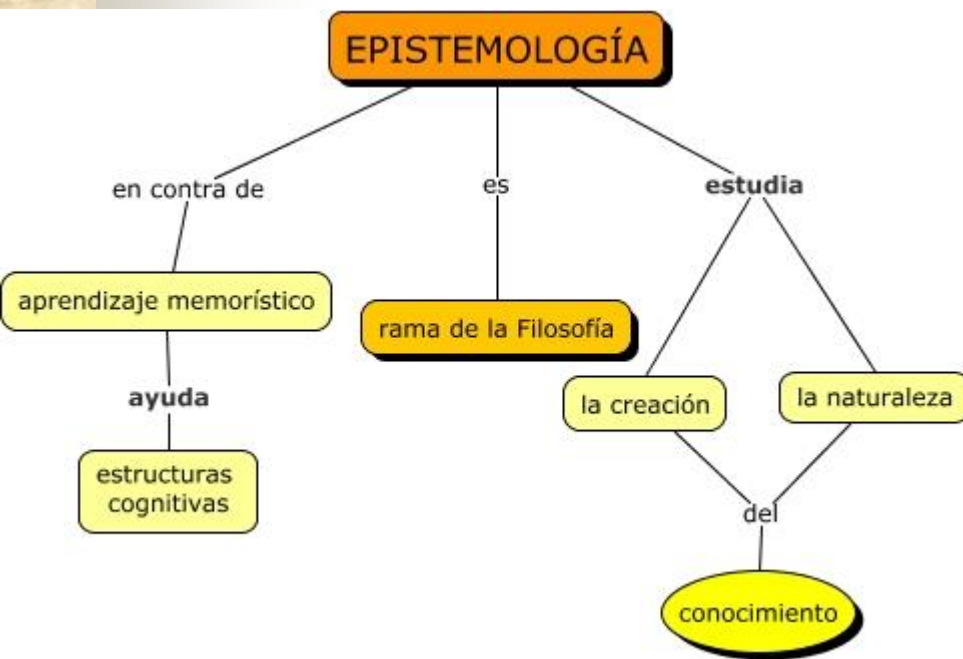 EPISTEMOLOGÍA
en contra de
es
estudia
aprendizaje memorístico
rama de la Filosofía
la creación
la naturaleza
ayuda
estructuras
cognitivas
del
conocimiento